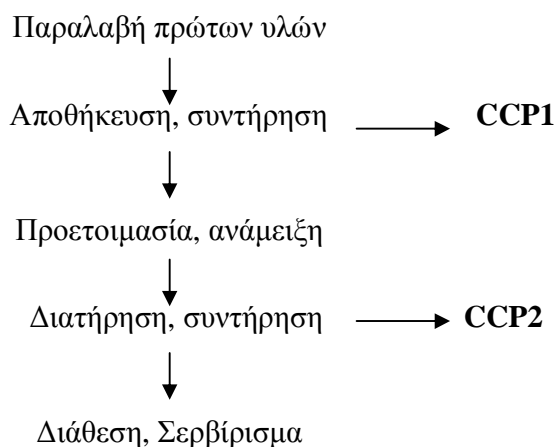 Παραλαβή πρώτων υλών
Αποθήκευση, συντήρηση CCP1
Προετοιμασία, ανάμειξη
Διατήρηση, συντήρηση CCP2
Διάθεση, Σερβίρισμα